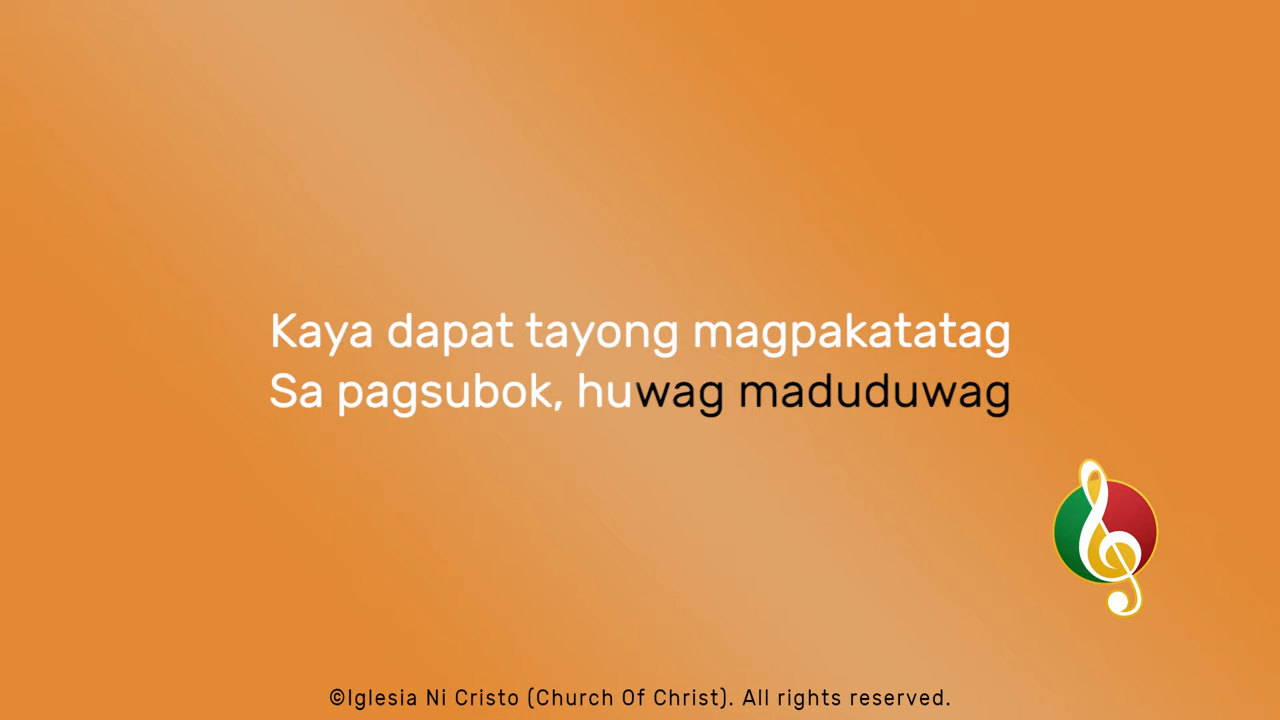 Kaya dapat tayong magpakatatag
Sa pagsubok, huwag maduduwag
©Iglesia Ni Cristo (Church Of Christ). All rights reserved.